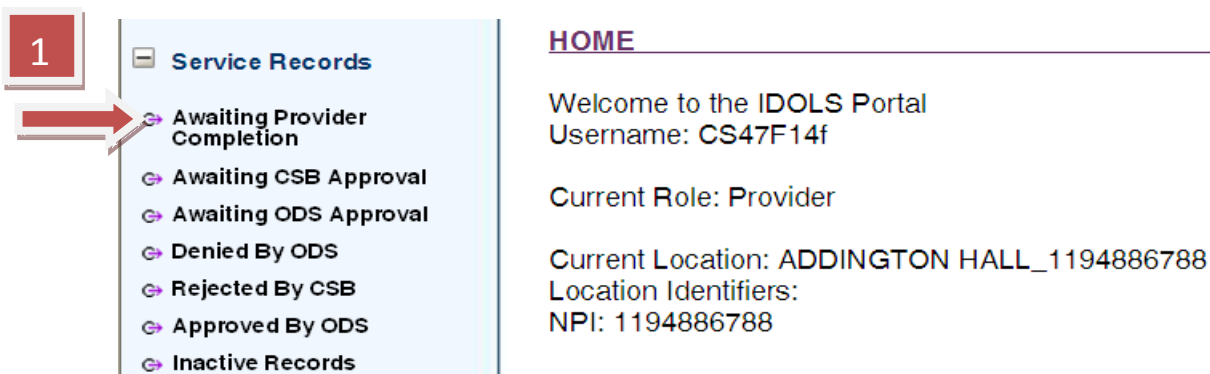 1
Service Records
Awaiting Provider
Completion
Awaiting CSB Approval
Awaiting ODS Approval
Denied By ODS
Rejected By CSB
Approved By ODS
Inactive Records
HOME
Welcome to the IDOLS Portal
Username: CS47F14f
Current Role: Provider
Current Location: ADDINGTON HALL_1194886788
Location Identifiers:
NPI: 1194886788